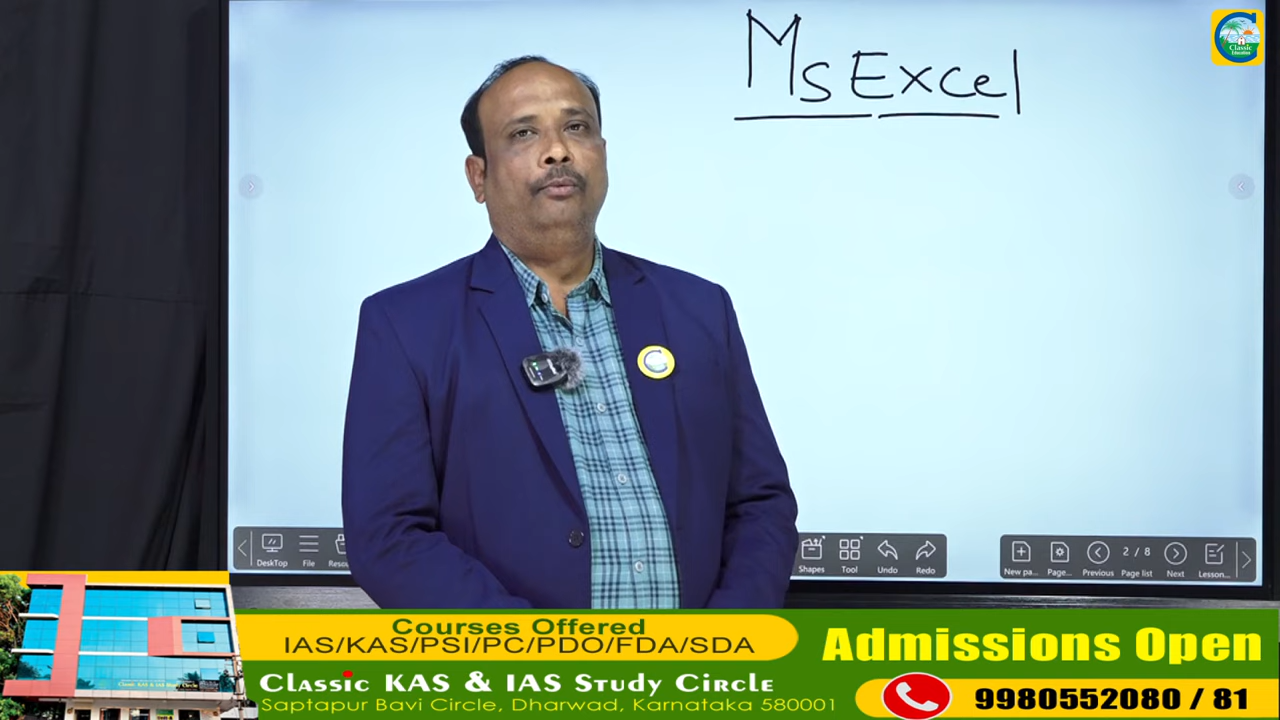 Ms Excel
Classic
Education
DeskTop
File
Shapes
Tool
Undo
Redo
New pa...
Page...
Previous
2 / 8
Page list
Next
Lesson...
Courses Offered
IAS/KAS/PSI/PC/PDO/FDA/SDA
Classic KAS & IAS Study Circle
Saptapur Bavi Circle, Dharwad, Karnataka 580001
Admissions Open
9980552080 / 81